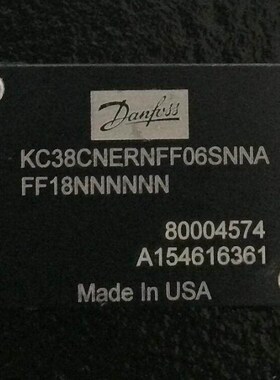 Danfoss
KC38CNERNFF06SNNA
FF18NNNNNN
80004574
A154616361
Made In USA